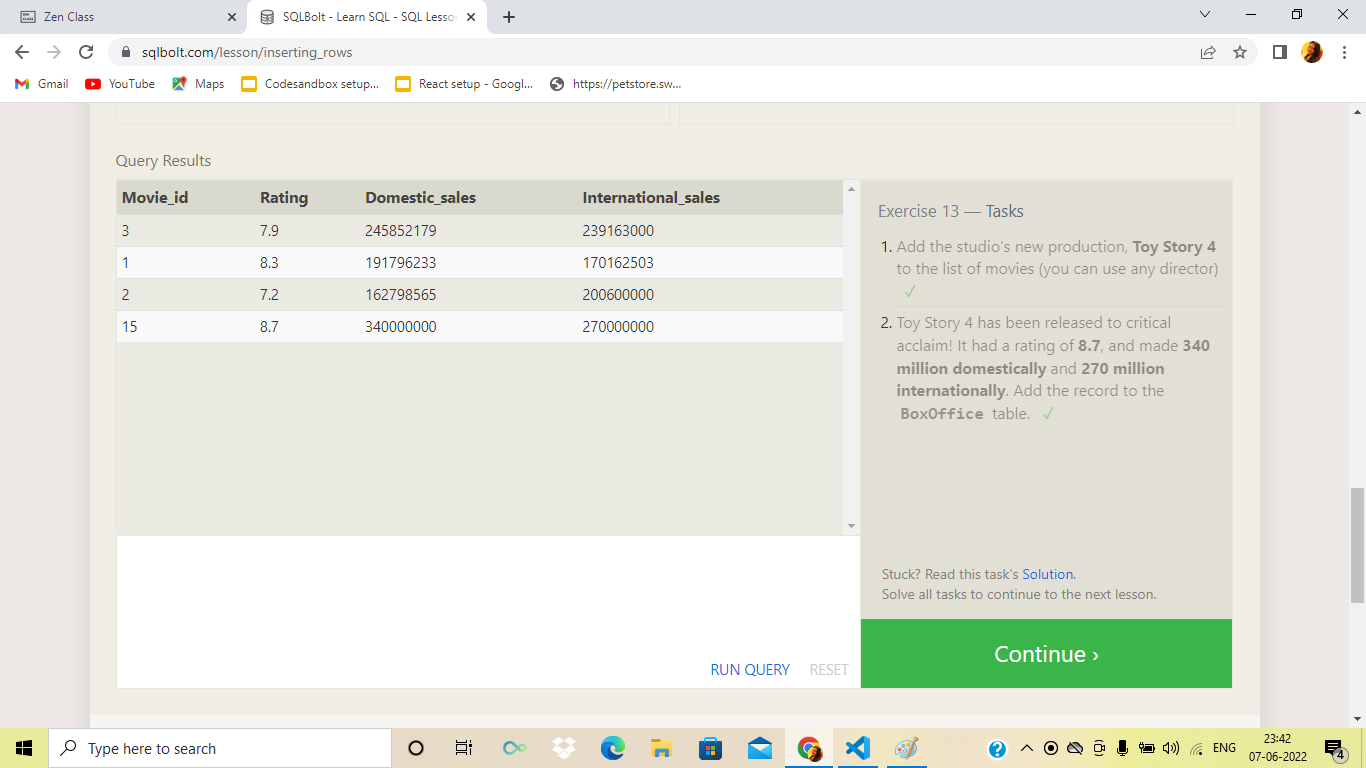 Zen Class
SQLBolt - Learn SQL - SQL Lesso
sqlbolt.com/lesson/inserting_rows
Gmail YouTube Maps Codesandbox setup... React setup - Googl... https://petstore.sw...
Query Results
Movie_id Rating Domestic_sales International_sales
3 7.9 245852179 239163000
1 8.3 191796233 170162503
2 7.2 162798565 200600000
15 8.7 340000000 270000000
Exercise 13 — Tasks
1. Add the studio's new production, Toy Story 4
to the list of movies (you can use any director)
✓
2. Toy Story 4 has been released to critical
acclaim! It had a rating of 8.7, and made 340
million domestically and 270 million
internationally. Add the record to the
BoxOffice table. ✓
Stuck? Read this task's Solution.
Solve all tasks to continue to the next lesson.
RUN QUERY RESET
Continue ›
Type here to search
ENG
23:42
07-06-2022
4